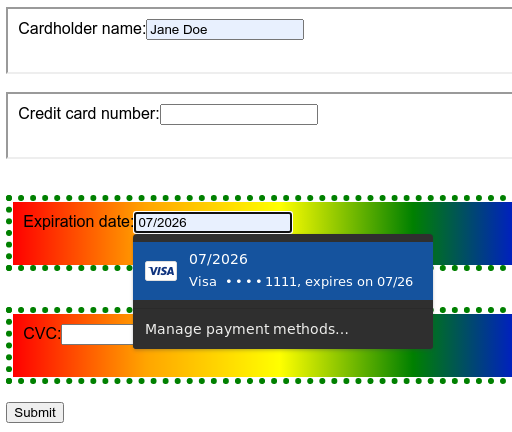 Cardholder name: Jane Doe
Credit card number:
Expiration date: 07/2026
VISA
07/2026
Visa ••••1111, expires on 07/26
Manage payment methods...
CVC:
Submit